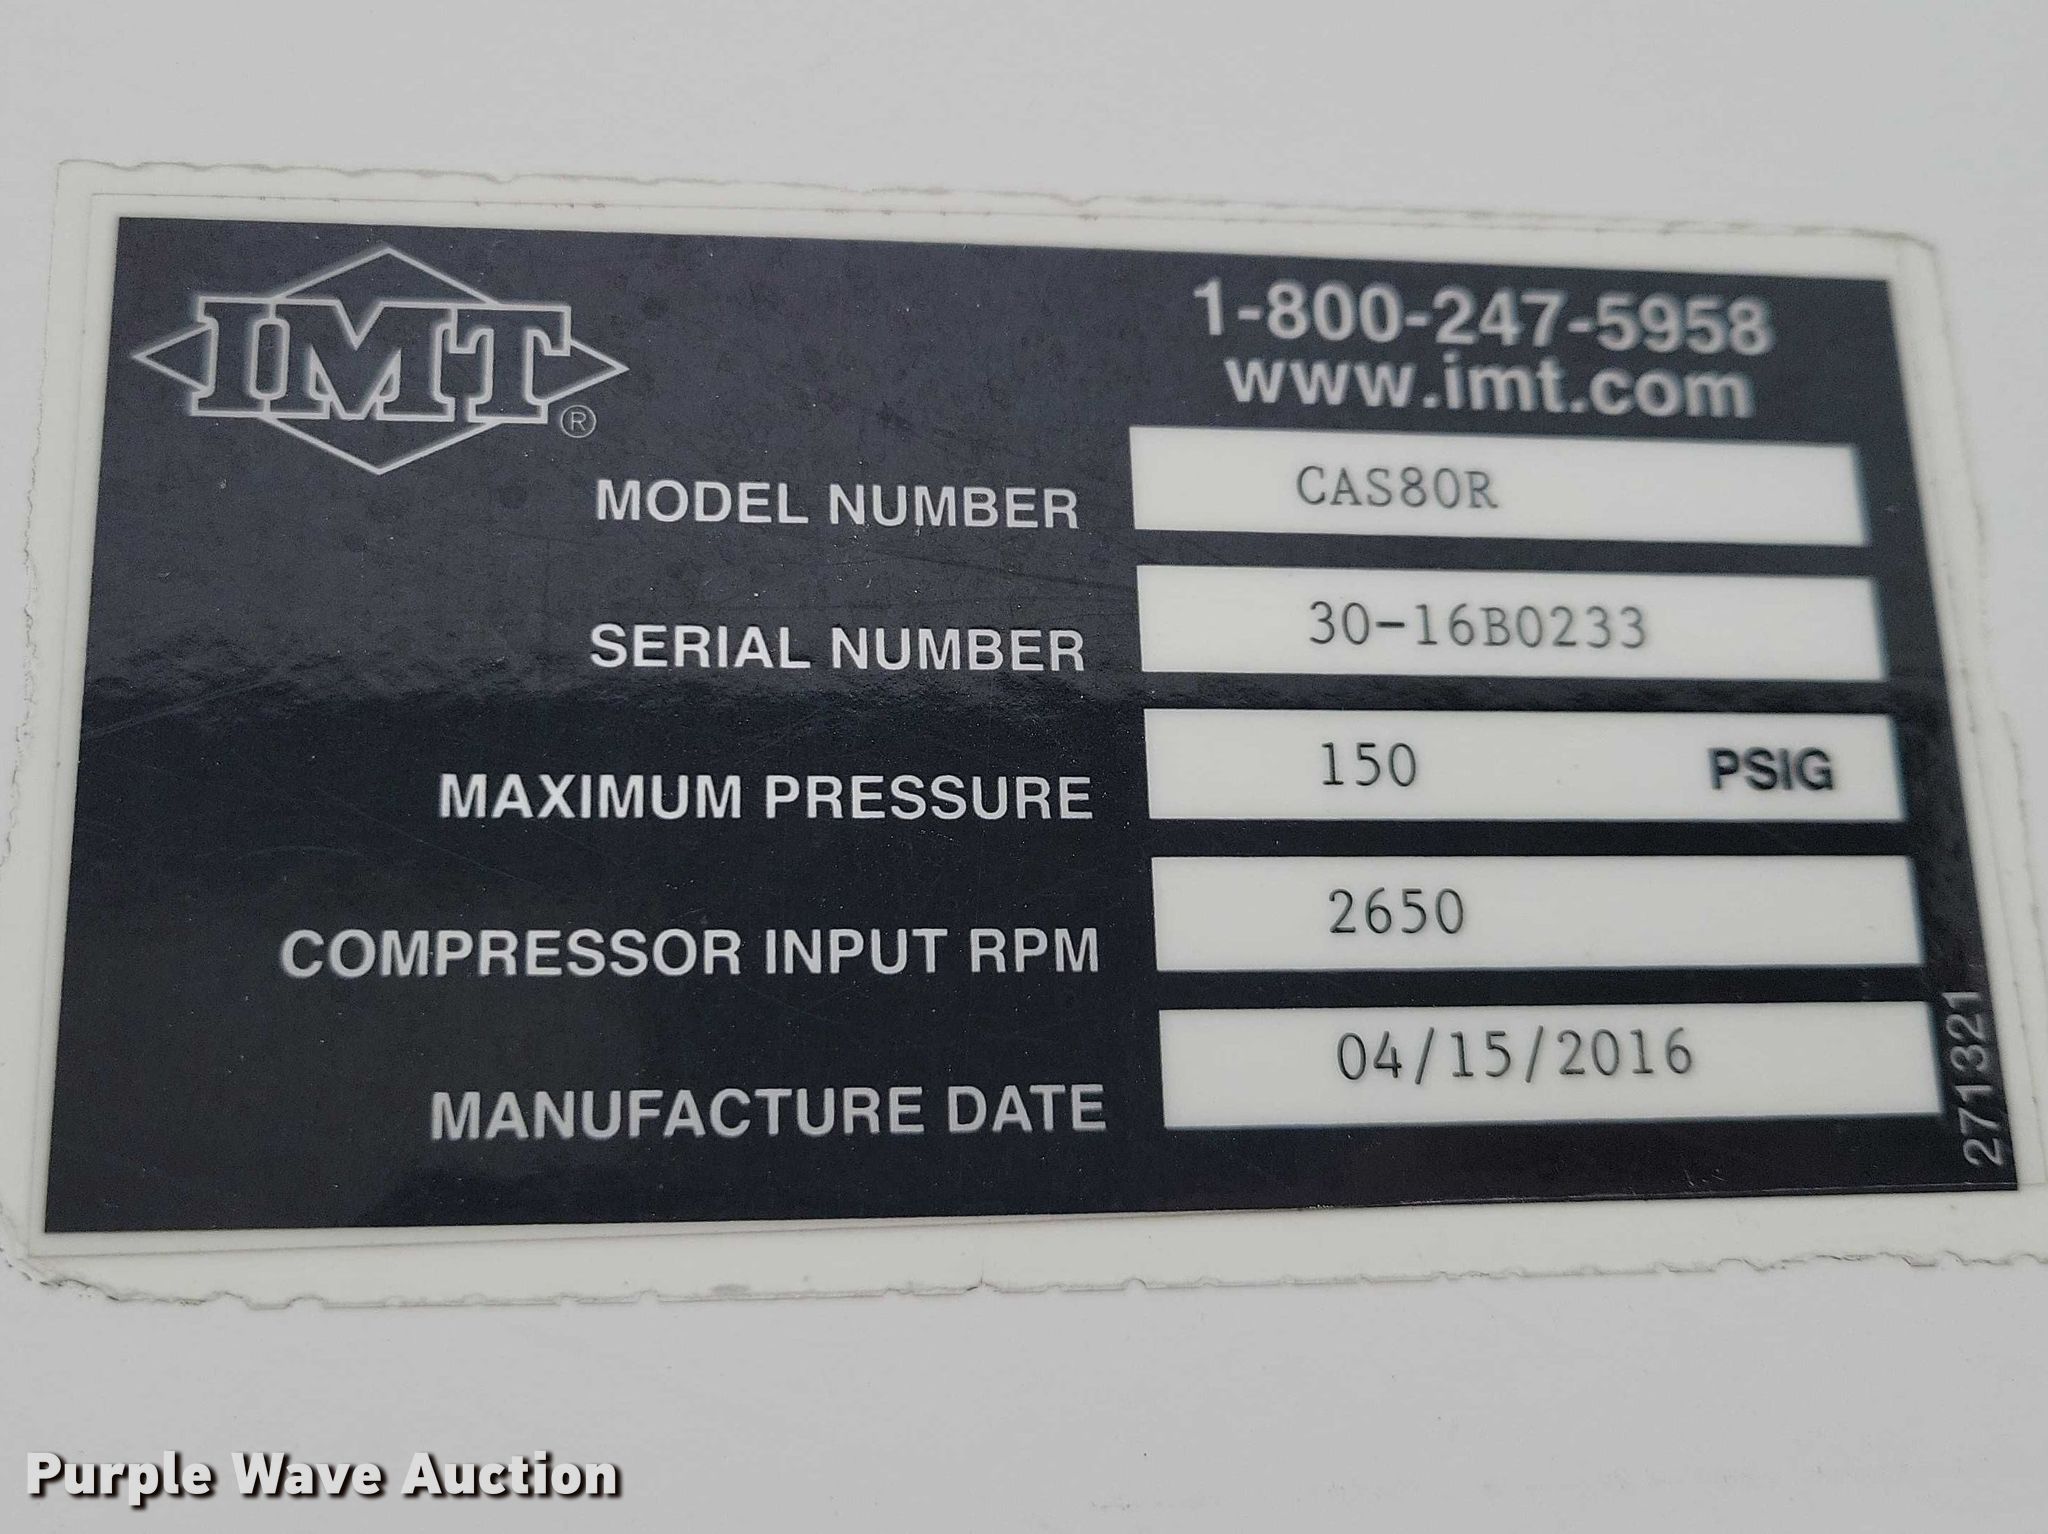 IMT®
1-800-247-5958
www.imt.com
MODEL NUMBER CAS80R
SERIAL NUMBER 30-16B0233
MAXIMUM PRESSURE 150 PSIG
COMPRESSOR INPUT RPM 2650
MANUFACTURE DATE 04/15/2016
271321
Purple Wave Auction